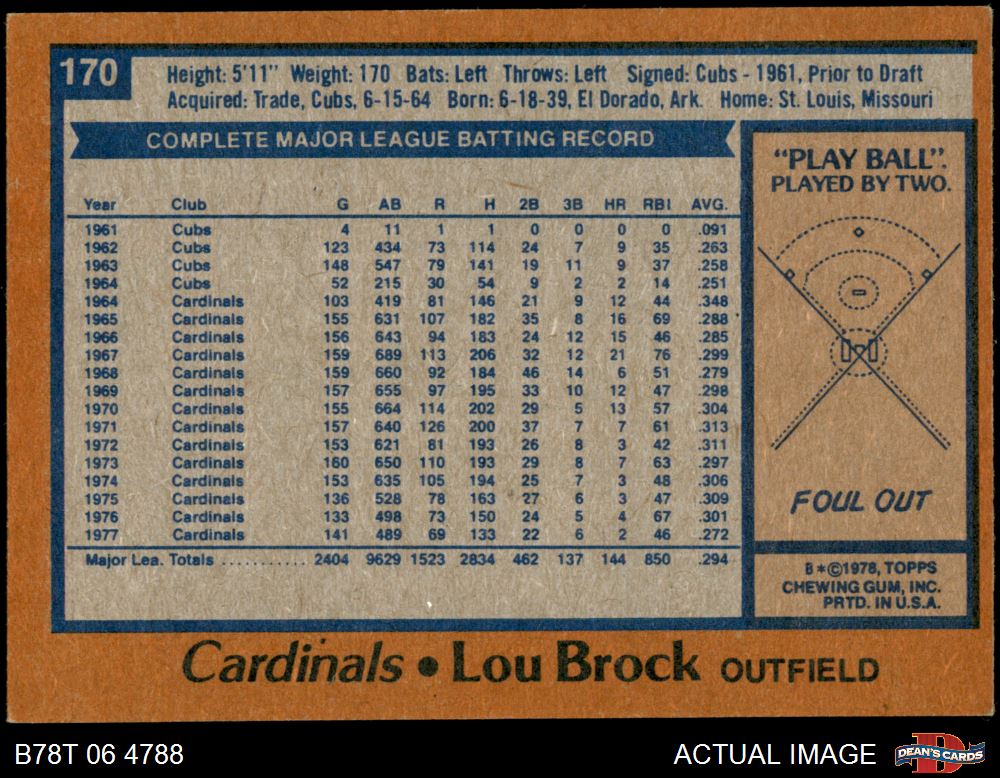 170
Height: 5'11" Weight: 170 Bats: Left Throws: Left Signed: Cubs - 1961, Prior to Draft
Acquired: Trade, Cubs, 6-15-64 Born: 6-18-39, El Dorado, Ark. Home: St. Louis, Missouri
COMPLETE MAJOR LEAGUE BATTING RECORD
Year Club G AB R H 2B 3B HR RBI AVG.
1961 Cubs 4 11 1 1 0 0 0 0 .091
1962 Cubs 123 434 73 114 24 7 9 35 .263
1963 Cubs 148 547 79 141 19 11 9 37 .258
1964 Cubs 52 215 30 54 9 2 2 14 .251
1964 Cardinals 103 419 81 146 21 9 12 44 .348
1965 Cardinals 155 631 107 182 35 8 16 69 .288
1966 Cardinals 156 643 94 183 24 12 15 46 .285
1967 Cardinals 159 689 113 206 32 12 21 76 .299
1968 Cardinals 159 660 92 184 46 14 6 51 .279
1969 Cardinals 157 655 97 195 33 10 12 47 .298
1970 Cardinals 155 664 114 202 29 5 13 57 .304
1971 Cardinals 157 640 126 200 37 7 7 61 .313
1972 Cardinals 153 621 81 193 26 8 3 42 .311
1973 Cardinals 160 650 110 193 29 8 7 63 .297
1974 Cardinals 153 635 105 194 25 7 3 48 .306
1975 Cardinals 136 528 78 163 27 6 3 47 .309
1976 Cardinals 133 498 73 150 24 5 4 67 .301
1977 Cardinals 141 489 69 133 22 6 2 46 .272
Major Lea. Totals ........... 2404 9629 1523 2834 462 137 144 850 .294
"PLAY BALL".
PLAYED BY TWO.
FOUL OUT
B*©1978, TOPPS
CHEWING GUM, INC.
PRTD. IN U.S.A.
Cardinals • Lou Brock OUTFIELD
B78T 06 4788
ACTUAL IMAGE
DEAN'S CARDS